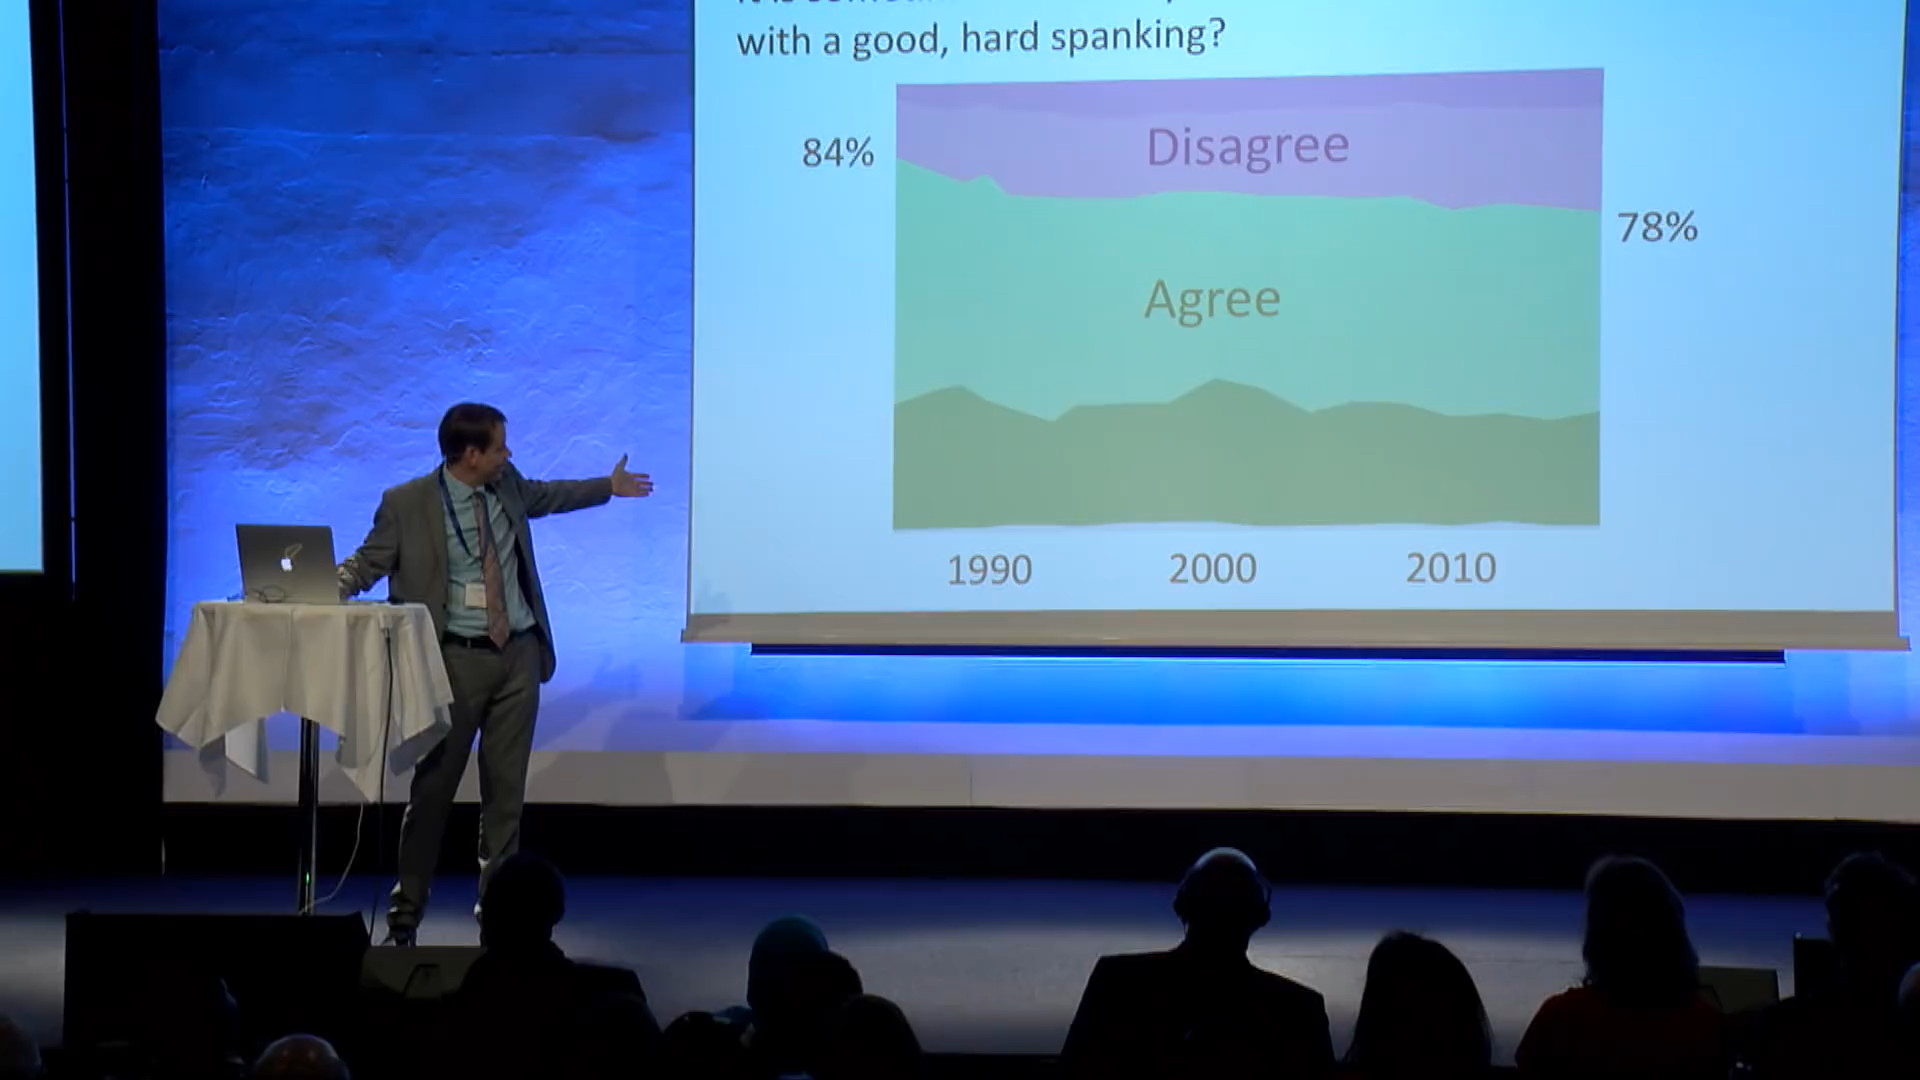 with a good, hard spanking?
Disagree
84%
78%
Agree
1990 2000 2010